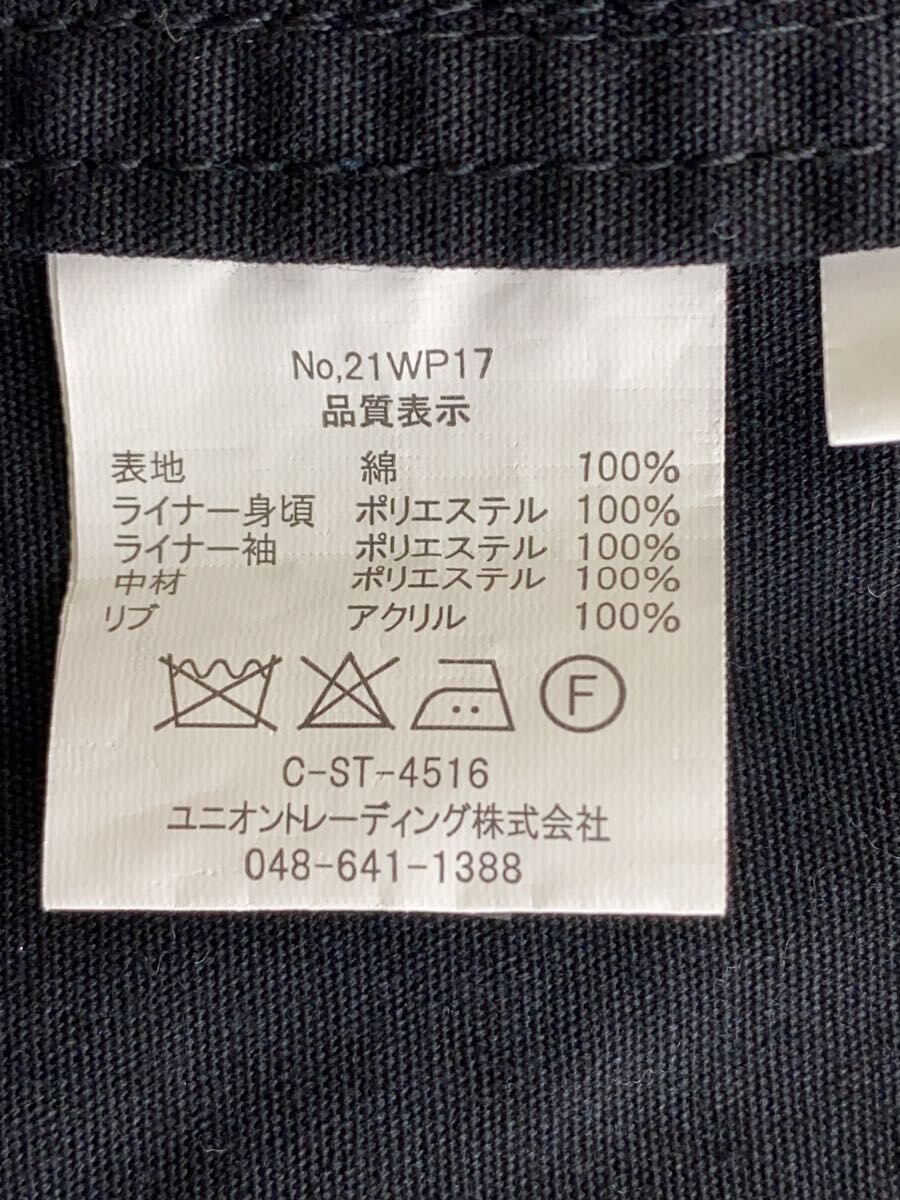 No,21WP17
品質表示
表地 綿 100%
ライナー身頃 ポリエステル 100%
ライナー袖 ポリエステル 100%
中材 ポリエステル 100%
リブ アクリル 100%
F
C-ST-4516
ユニオントレーディング株式会社
048-641-1388